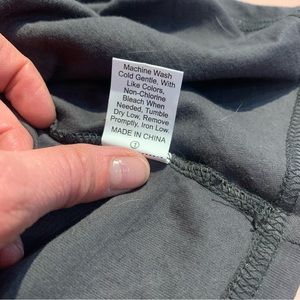 Machine Wash
Cold Gentle, With
Like Colors,
Non-Chlorine
Bleach When
Needed, Tumble
Dry Low, Remove
Promptly, Iron Low.
MADE IN CHINA